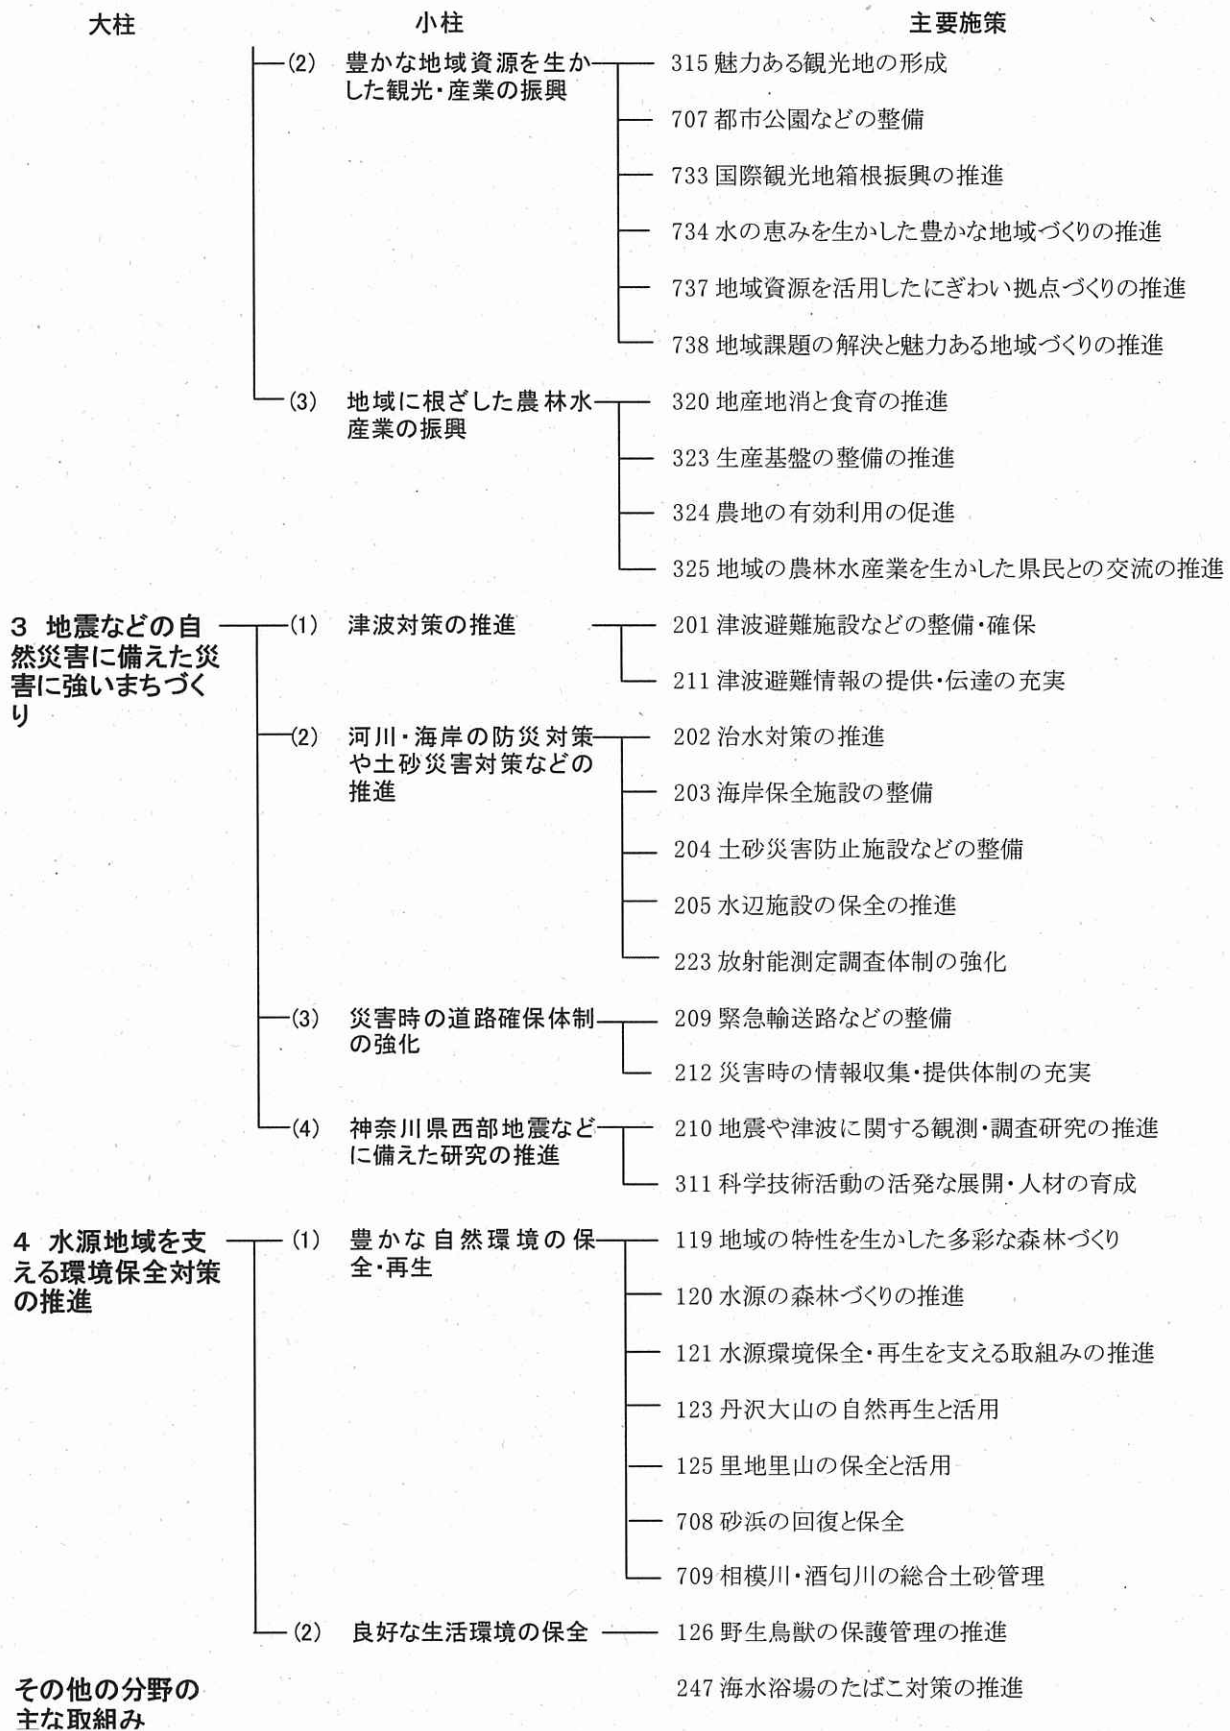 大柱　小柱　主要施策
(2)　豊かな地域資源を生か　315 魅力ある観光地の形成
した観光・産業の振興
707 都市公園などの整備
733 国際観光地箱根振興の推進
734 水の恵みを生かした豊かな地域づくりの推進
737 地域資源を活用したにぎわい拠点づくりの推進
738 地域課題の解決と魅力ある地域づくりの推進
(3)　地域に根ざした農林水　320 地産地消と食育の推進
産業の振興
323 生産基盤の整備の推進
324 農地の有効利用の促進
325 地域の農林水産業を生かした県民との交流の推進
3　地震などの自　(1)　津波対策の推進　201 津波避難施設などの整備・確保
然災害に備えた災
害に強いまちづく　211 津波避難情報の提供・伝達の充実
り
(2)　河川・海岸の防災対策　202 治水対策の推進
や土砂災害対策などの
推進　203 海岸保全施設の整備
204 土砂災害防止施設などの整備
205 水辺施設の保全の推進
223 放射能測定調査体制の強化
(3)　災害時の道路確保体制　209 緊急輸送路などの整備
の強化
212 災害時の情報収集・提供体制の充実
(4)　神奈川県西部地震など　210 地震や津波に関する観測・調査研究の推進
に備えた研究の推進
311 科学技術活動の活発な展開・人材の育成
4　水源地域を支　(1)　豊かな自然環境の保　119 地域の特性を生かした多彩な森林づくり
える環境保全対策　全・再生
の推進　120 水源の森林づくりの推進
121 水源環境保全・再生を支える取組みの推進
123 丹沢大山の自然再生と活用
125 里地里山の保全と活用
708 砂浜の回復と保全
709 相模川・酒匂川の総合土砂管理
(2)　良好な生活環境の保全　126 野生鳥獣の保護管理の推進
その他の分野の　247 海水浴場のたばこ対策の推進
主な取組み